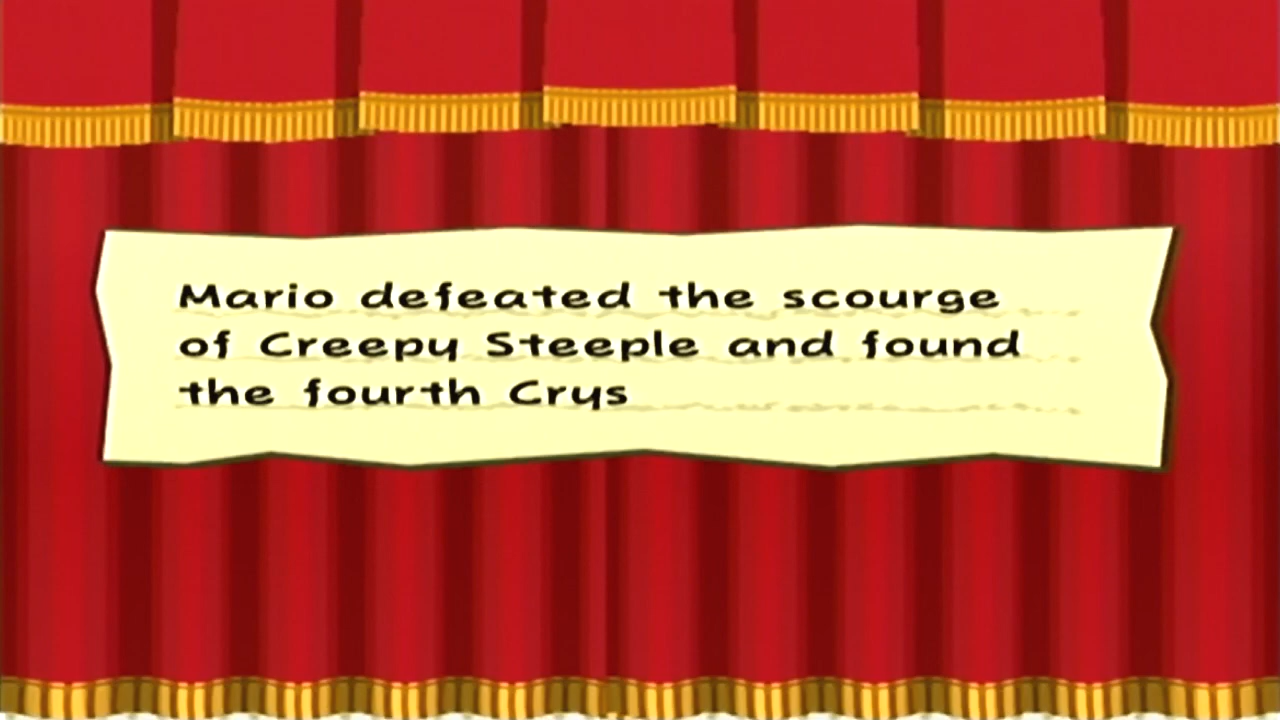 Mario defeated the scourge
of Creepy Steeple and found
the fourth Crys